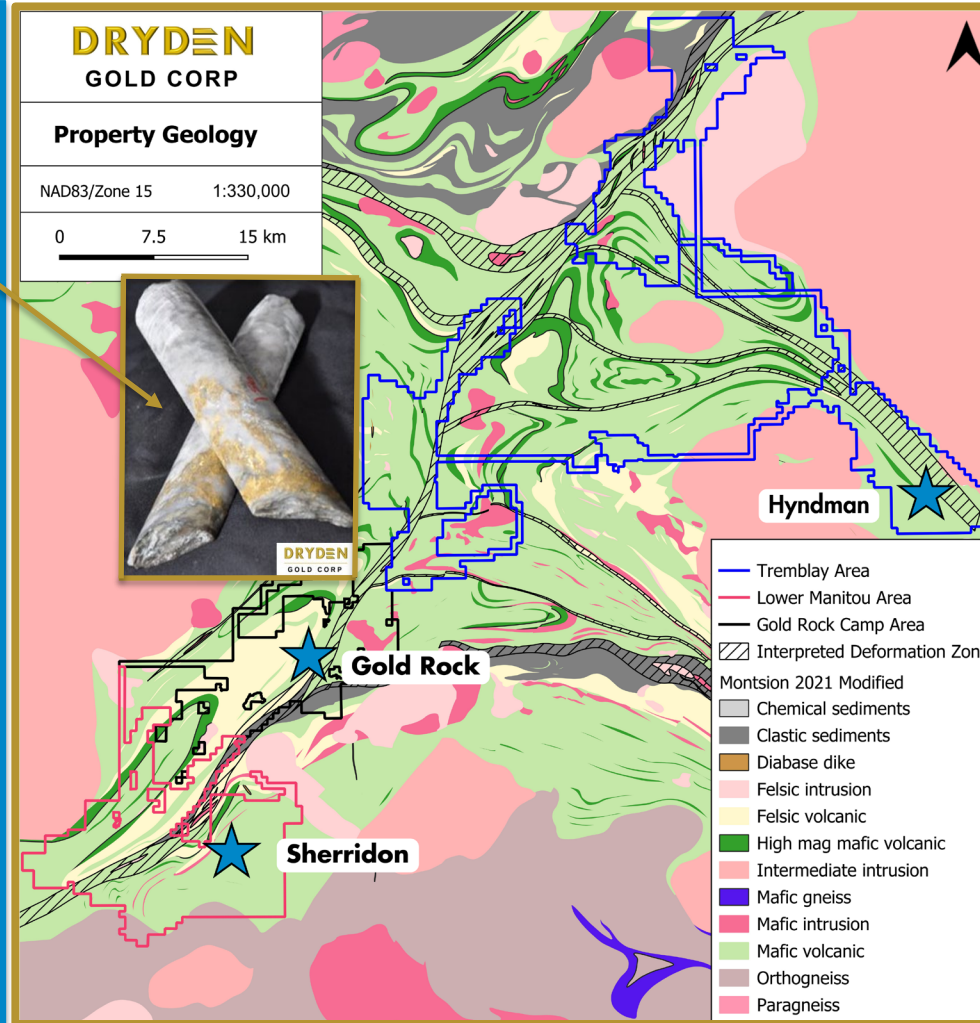 DRYDEN
GOLD CORP
Property Geology
NAD83/Zone 15 1:330,000
0 7.5 15 km
DRYDEN
GOLD CORP
Hyndman
Gold Rock
Sherridon
Tremblay Area
Lower Manitou Area
Gold Rock Camp Area
Interpreted Deformation Zon
Montsion 2021 Modified
Chemical sediments
Clastic sediments
Diabase dike
Felsic intrusion
Felsic volcanic
High mag mafic volcanic
Intermediate intrusion
Mafic gneiss
Mafic intrusion
Mafic volcanic
Orthogneiss
Paragneiss